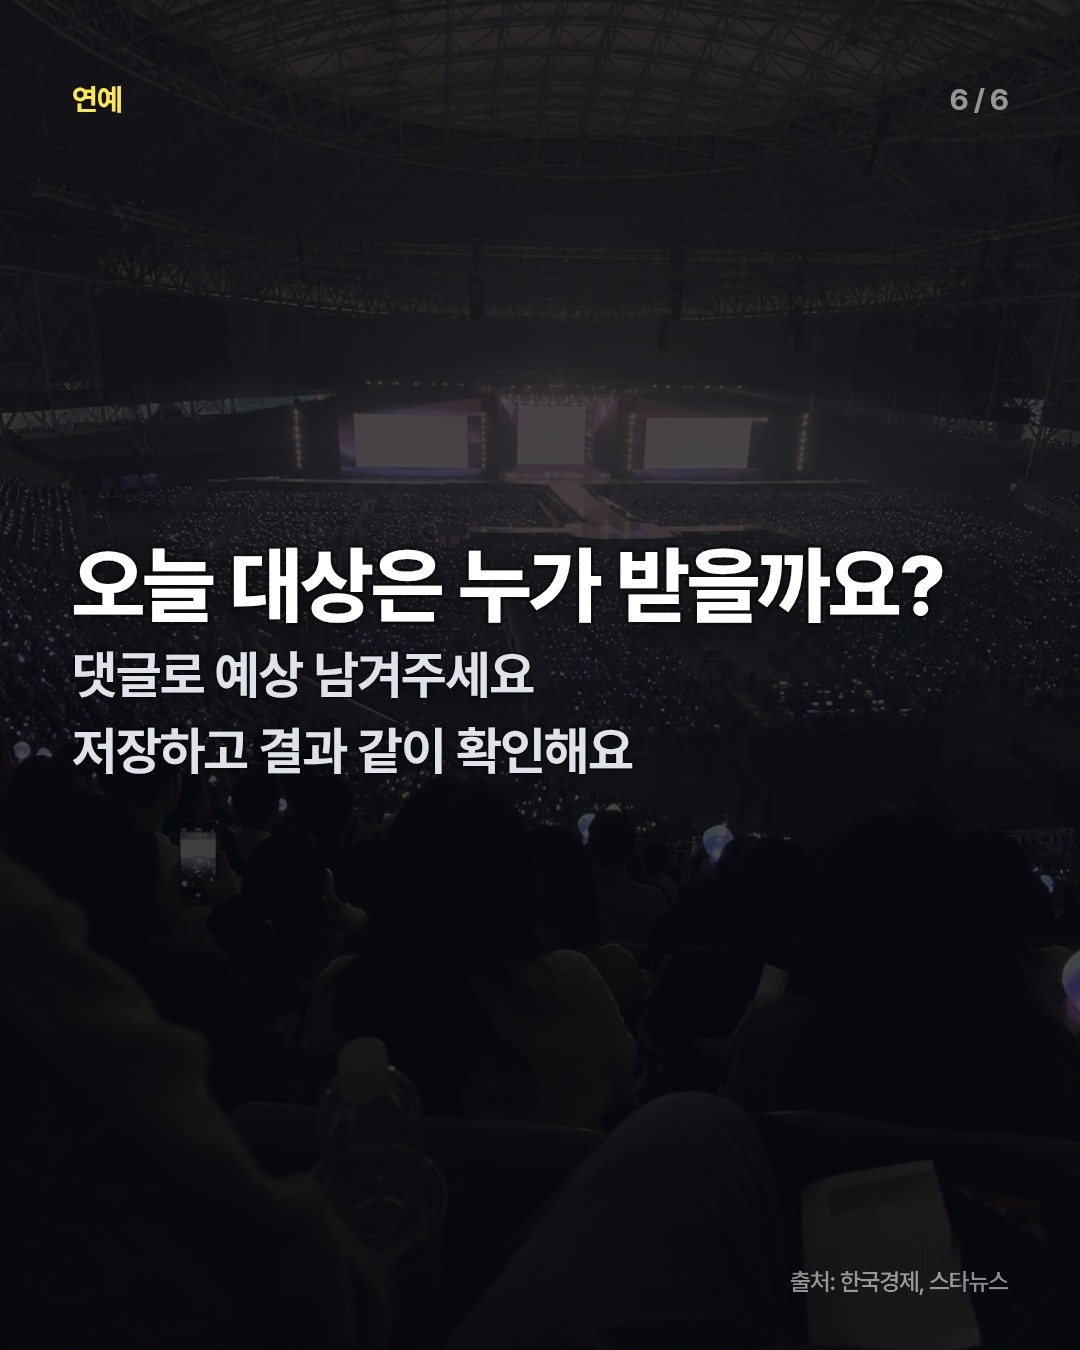 연예
6 / 6
오늘 대상은 누가 받을까요?
댓글로 예상 남겨주세요
저장하고 결과 같이 확인해요
출처: 한국경제, 스타뉴스